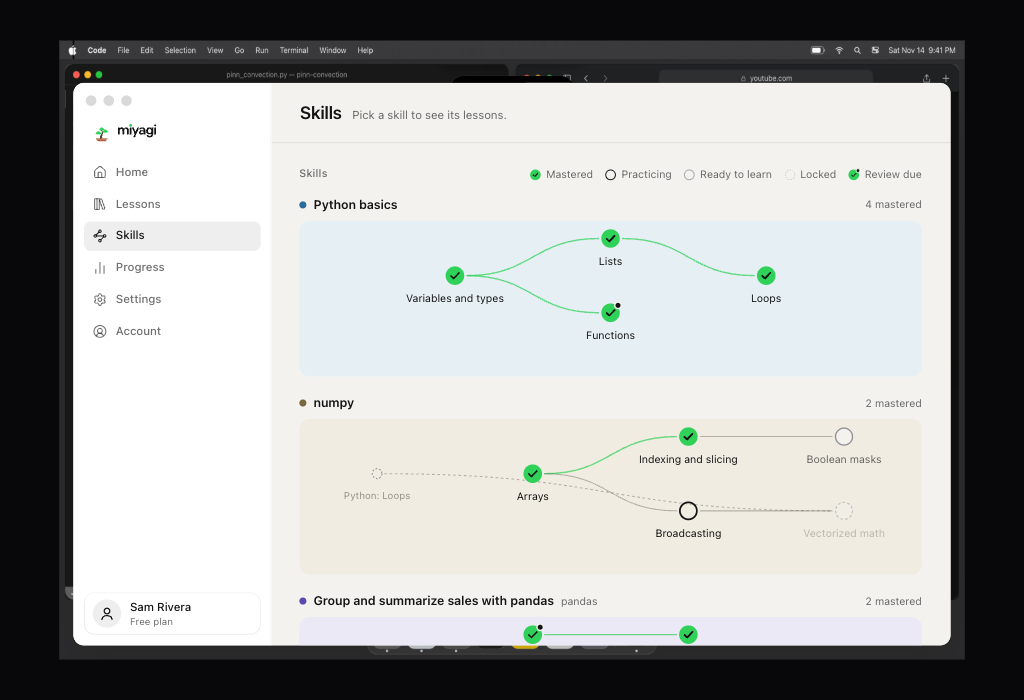 Code File Edit Selection View Go Run Terminal Window Help Sat Nov 14 9:41 PM
pinn_convection.py — pinn-convection
youtube.com
miyagi
Home
Lessons
Skills
Progress
Settings
Account
Sam Rivera
Free plan
Skills Pick a skill to see its lessons.
Skills Mastered Practicing Ready to learn Locked Review due
Python basics 4 mastered
Lists
Variables and types Loops
Functions
numpy 2 mastered
Indexing and slicing Boolean masks
Python: Loops Arrays
Broadcasting Vectorized math
Group and summarize sales with pandas pandas 2 mastered